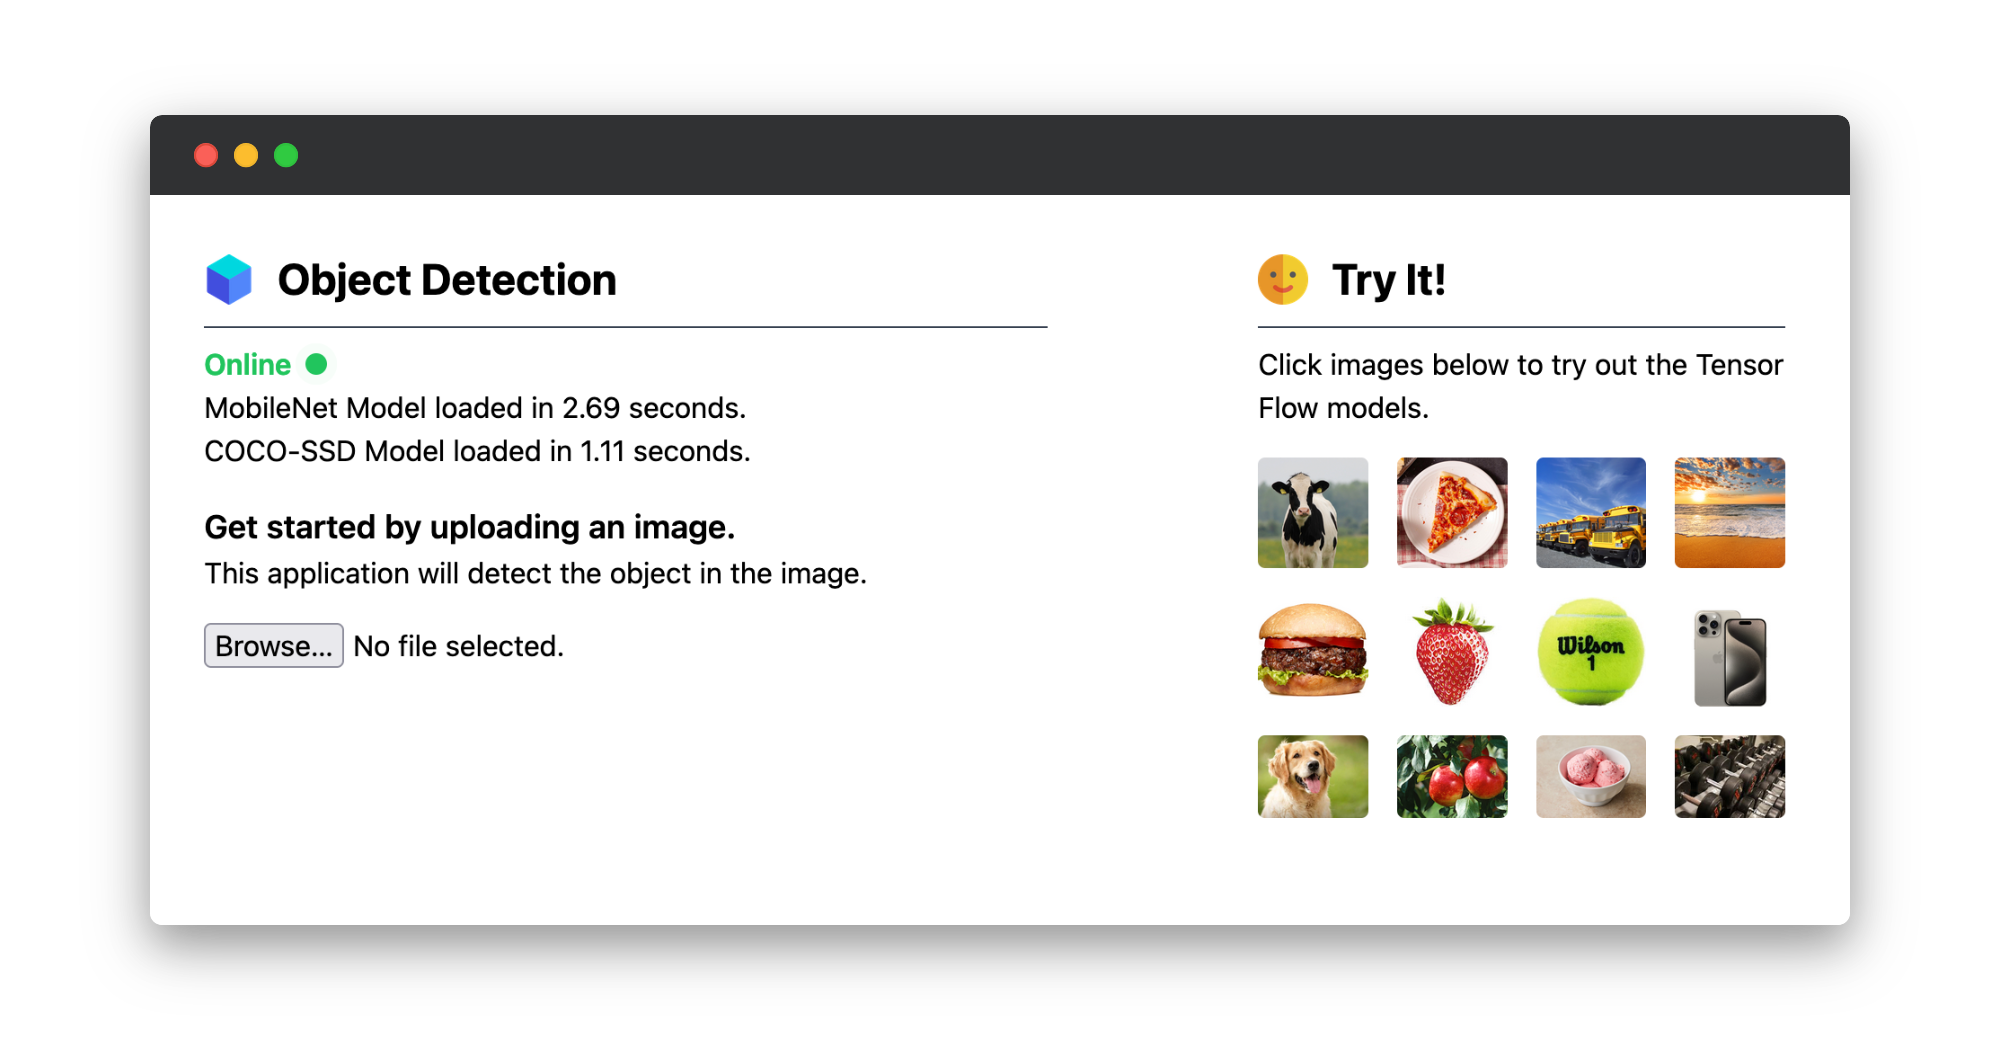 Object Detection
Online
MobileNet Model loaded in 2.69 seconds.
COCO-SSD Model loaded in 1.11 seconds.
Get started by uploading an image.
This application will detect the object in the image.
Browse... No file selected.
Try It!
Click images below to try out the Tensor
Flow models.
Wilson
1